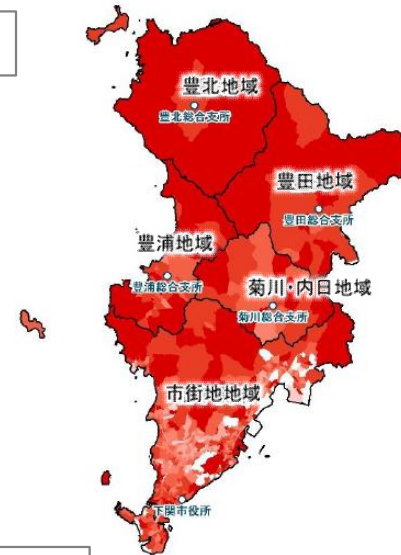 豊北地域
豊北総合支所
豊田地域
豊田総合支所
豊浦地域
豊浦総合支所
菊川・内日地域
菊川総合支所
市街地地域
下関市役所